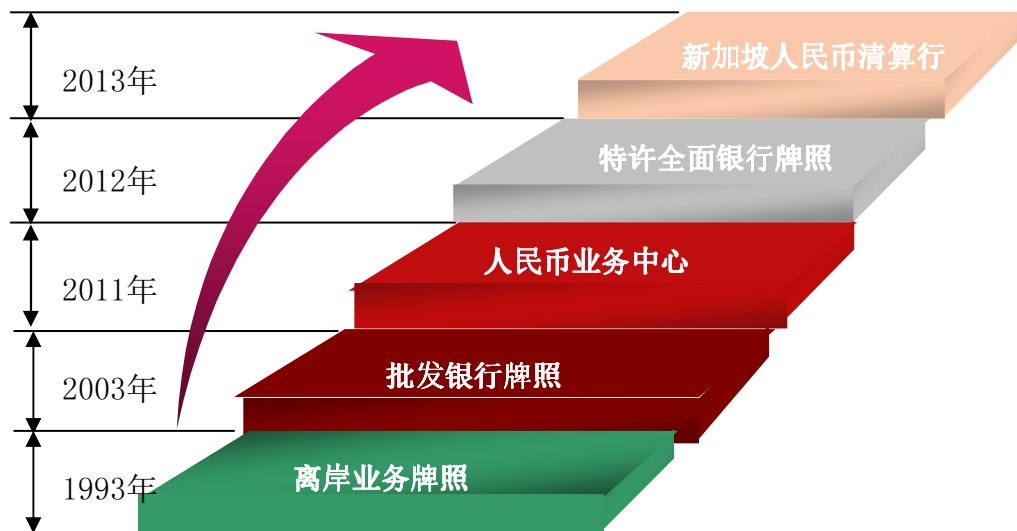 新加坡人民币清算行
2013年
特许全面银行牌照
2012年
人民币业务中心
2011年
批发银行牌照
2003年
离岸业务牌照
1993年